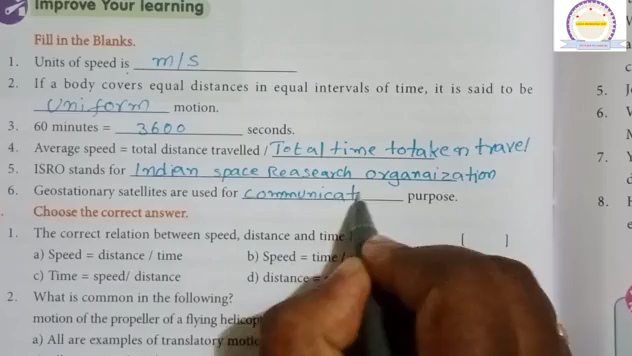 Improve Your learning
Fill in the Blanks.
1. Units of speed is m/s
2. If a body covers equal distances in equal intervals of time, it is said to be
Uniform motion.
3. 60 minutes = 3600 seconds.
4. Average speed = total distance travelled / Total time totaken travel
5. ISRO stands for Indian space Reasearch organaization
6. Geostationary satellites are used for communicat purpose.
Choose the correct answer.
1. The correct relation between speed, distance and time [ ]
a) Speed = distance / time b) Speed = time /
c) Time = speed/ distance d) distance =
2. What is common in the following?
motion of the propeller of a flying
a) All are examples of translatory
5.
6.
7.
8.